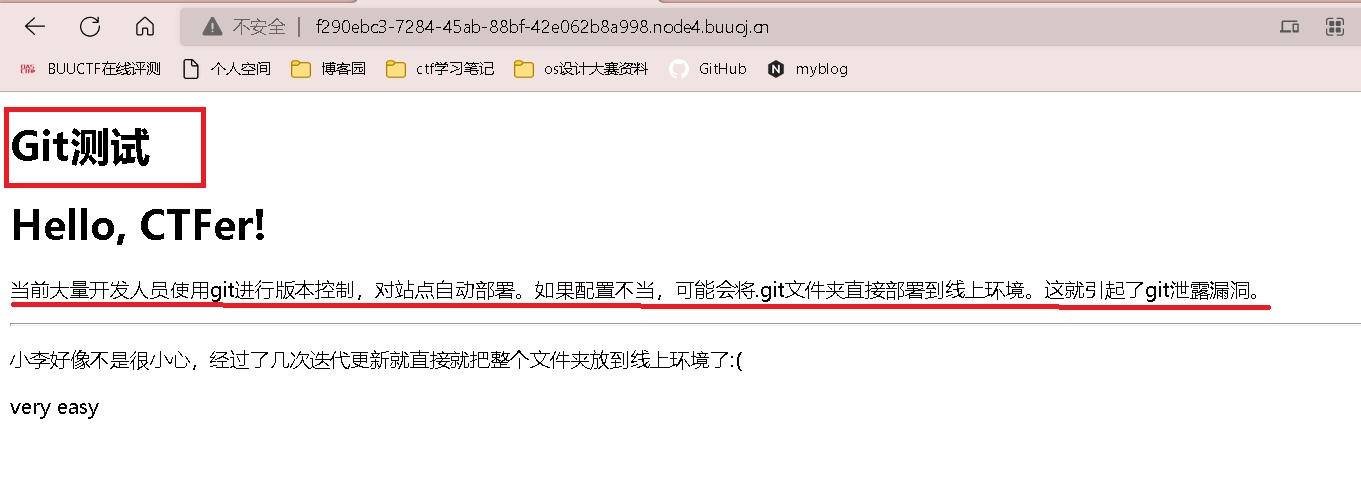 不安全 f290ebc3-7284-45ab-88bf-42e062b8a998.node4.buuoj.cn
BUUCTF在线评测 个人空间 博客园 ctf学习笔记 os设计大赛资料 GitHub myblog
Git测试
Hello, CTFer!
当前大量开发人员使用git进行版本控制，对站点自动部署。如果配置不当，可能会将.git文件夹直接部署到线上环境。这就引起了git泄露漏洞。
小李好像不是很小心，经过了几次迭代更新就直接就把整个文件夹放到线上环境了:(
very easy